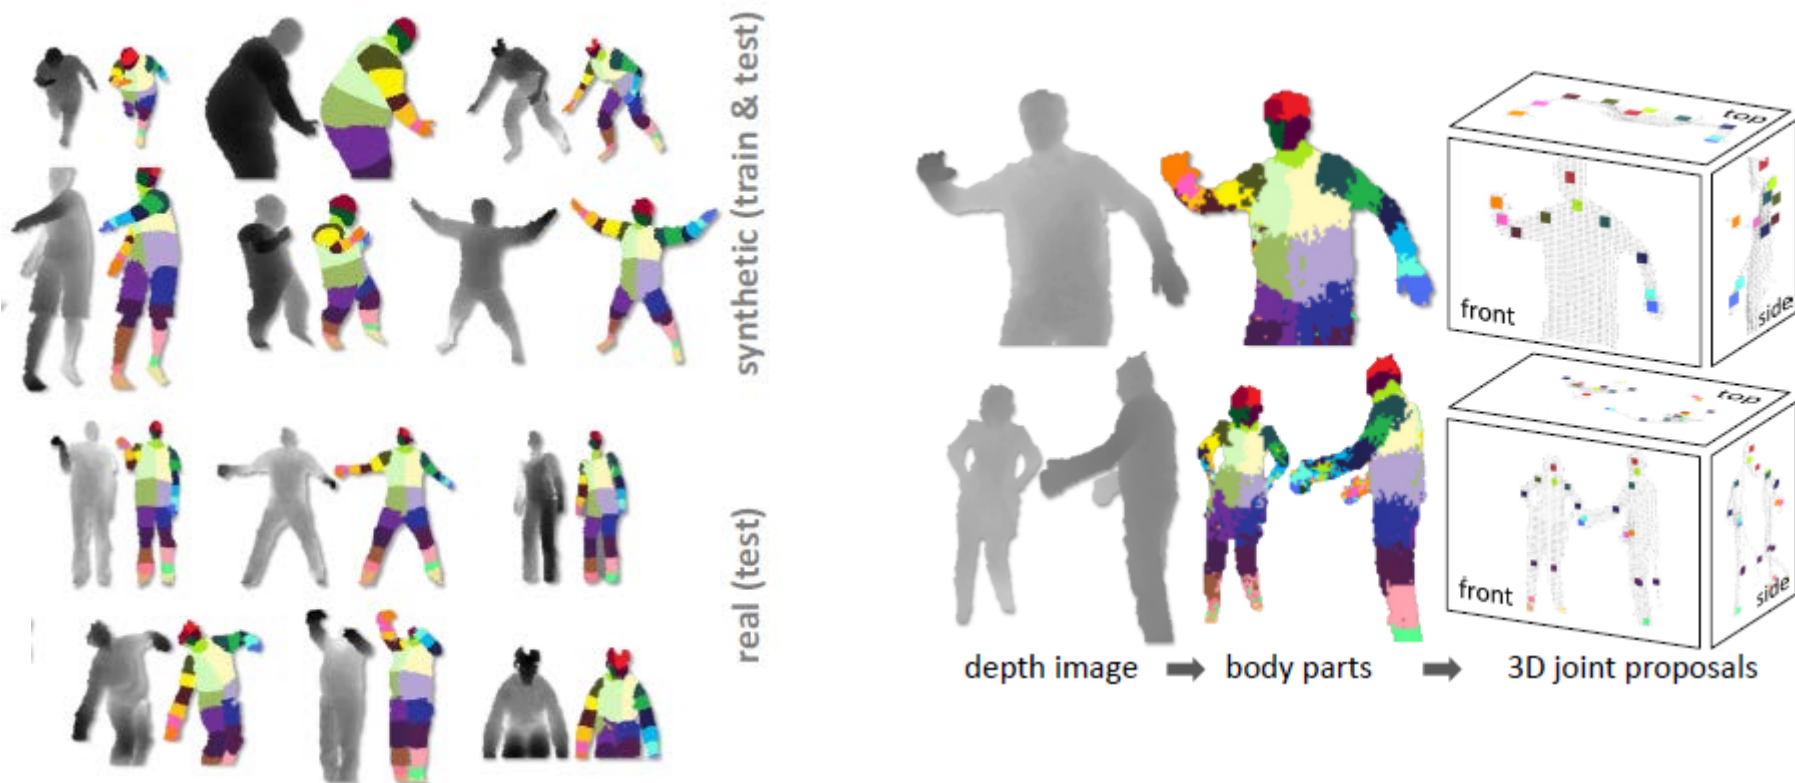 synthetic (train & test)
real (test)
top
front
side
top
front
side
depth image
body parts
3D joint proposals